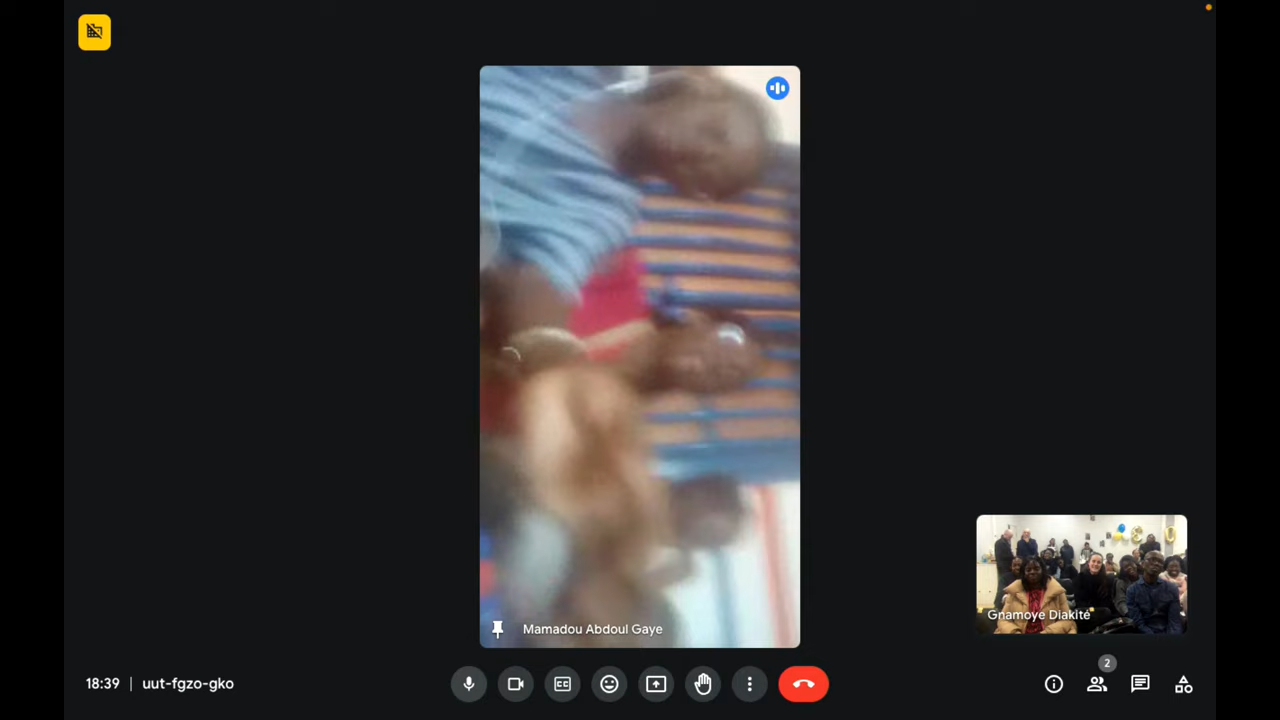 Mamadou Abdoul Gaye
Gnamoye Diakité
18:39 | uut-fgzo-gko
2